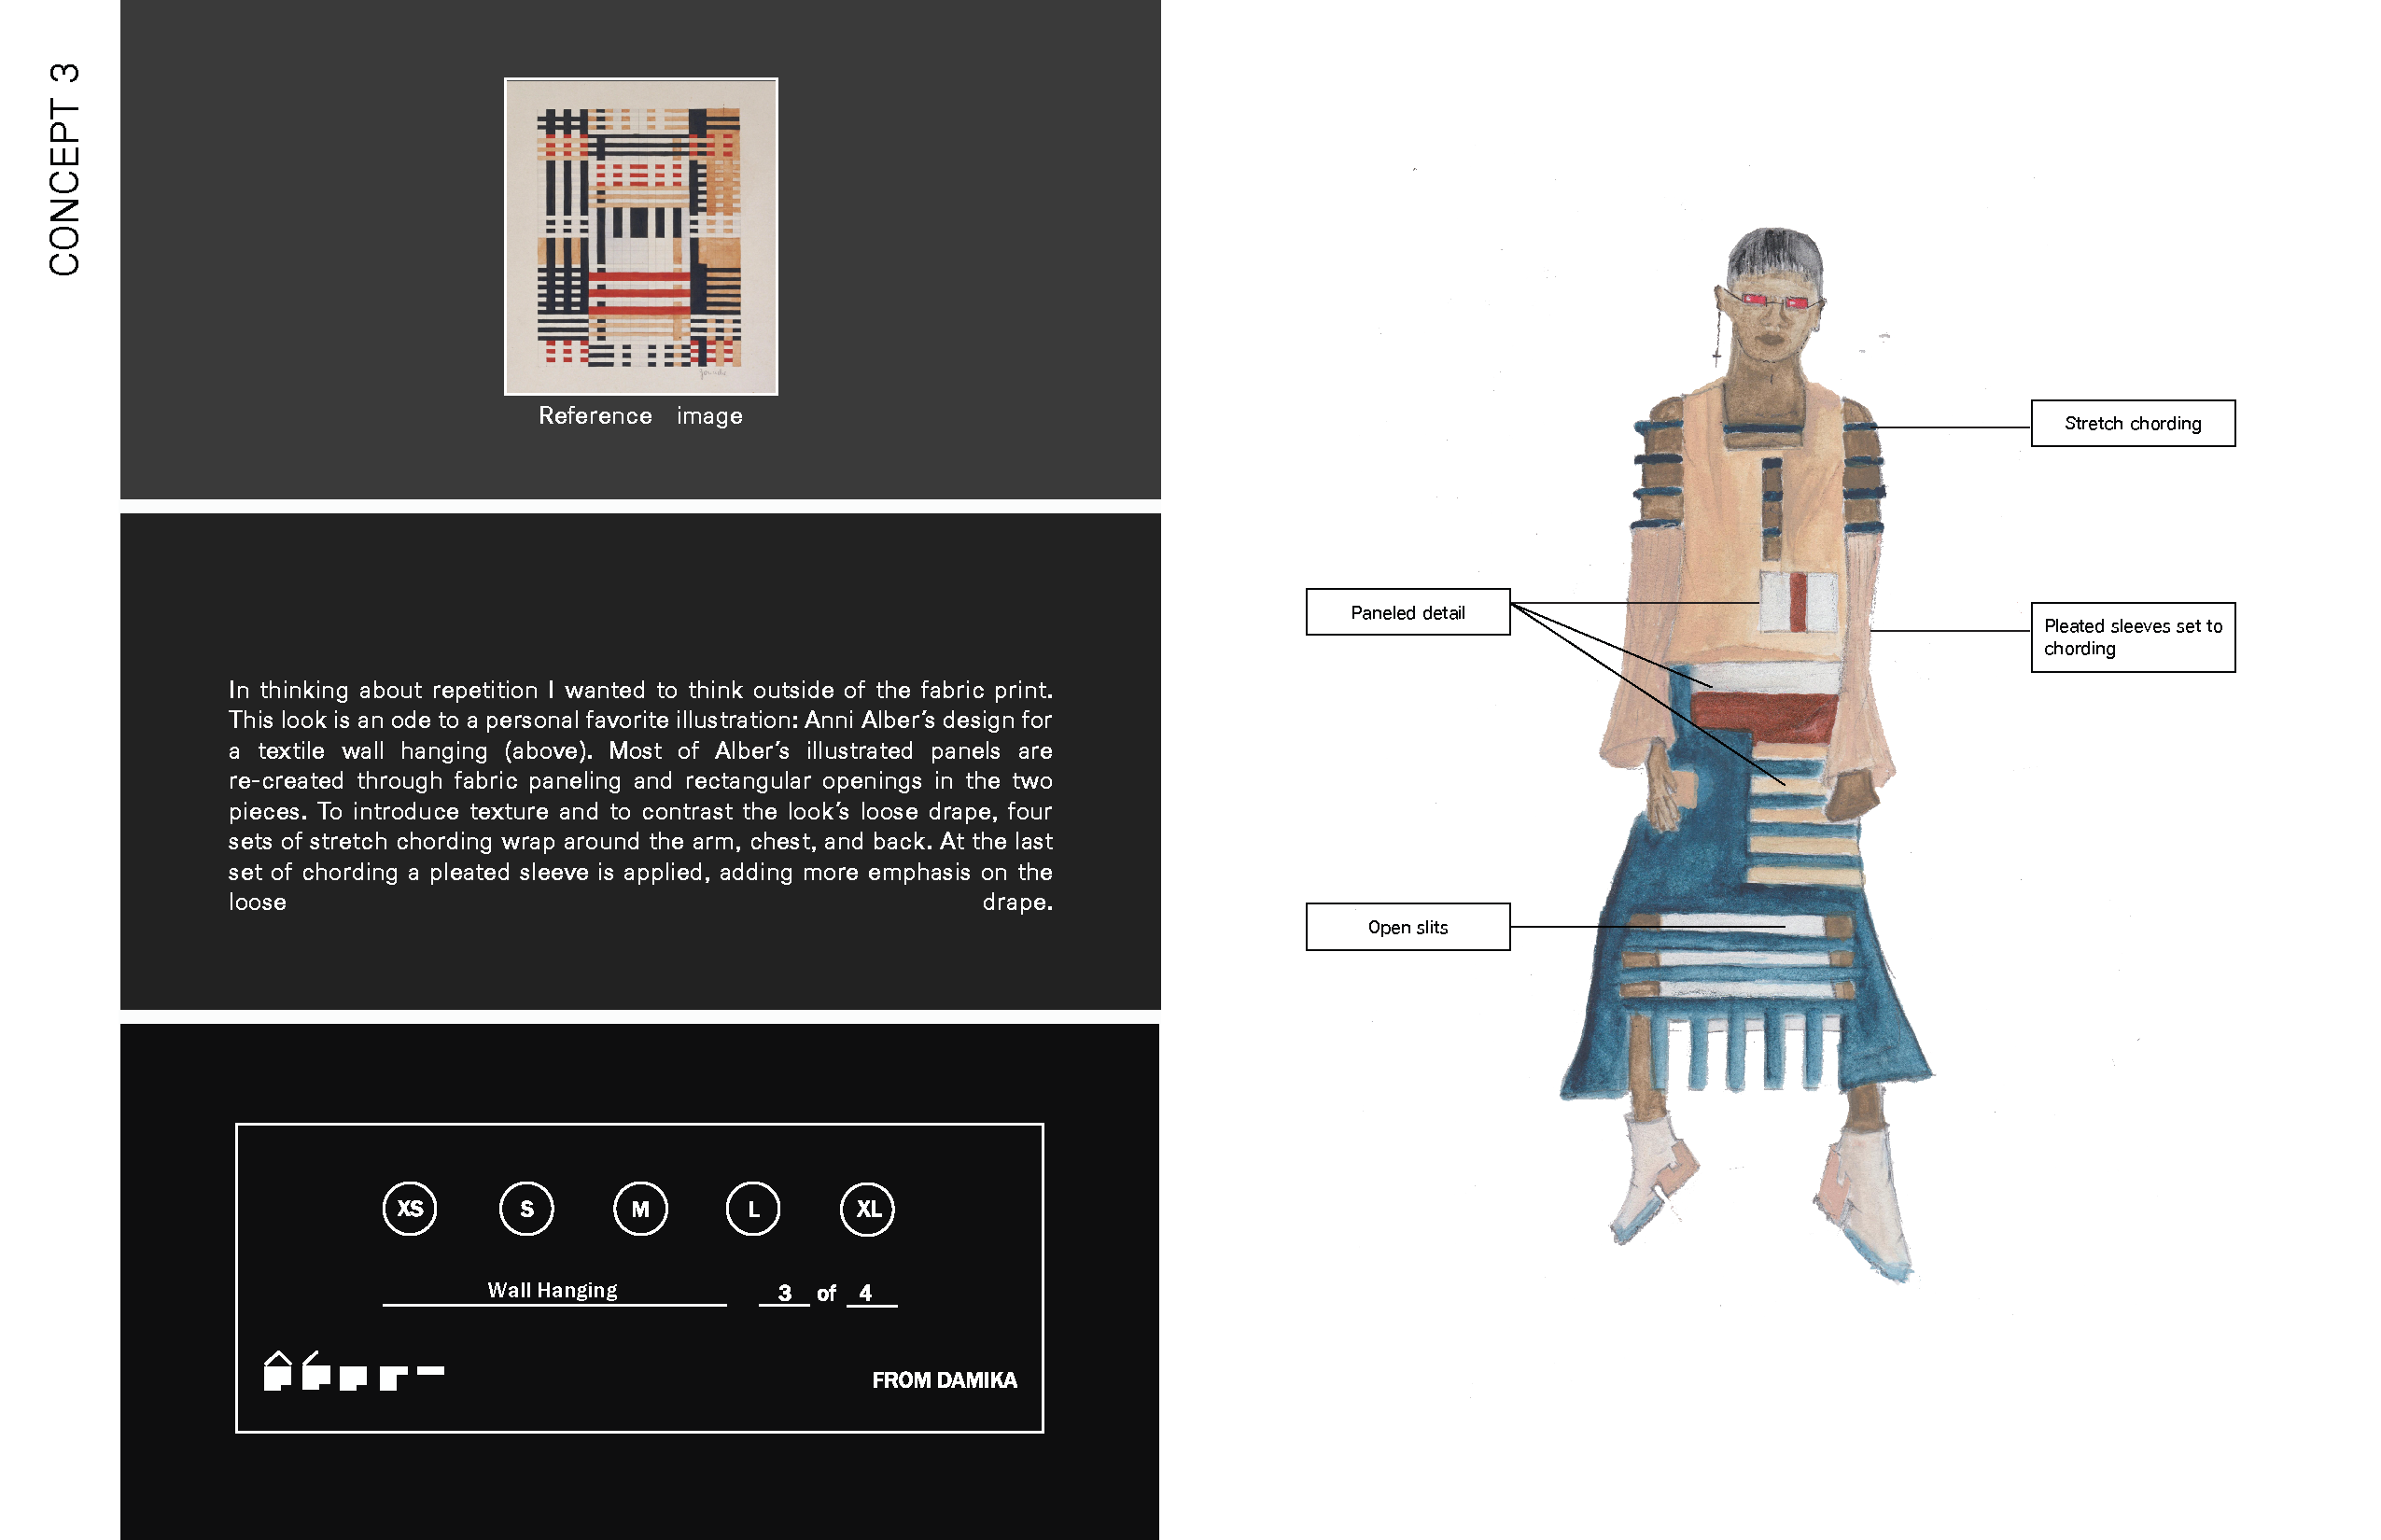 CONCEPT 3
Reference image
In thinking about repetition I wanted to think outside of the fabric print.
This look is an ode to a personal favorite illustration: Anni Alber's design for
a textile wall hanging (above). Most of Alber's illustrated panels are
re-created through fabric paneling and rectangular openings in the two
pieces. To introduce texture and to contrast the look's loose drape, four
sets of stretch chording wrap around the arm, chest, and back. At the last
set of chording a pleated sleeve is applied, adding more emphasis on the
loose drape.
XS S M L XL
Wall Hanging 3 of 4
FROM DAMIKA
Stretch chording
Paneled detail
Pleated sleeves set to
chording
Open slits